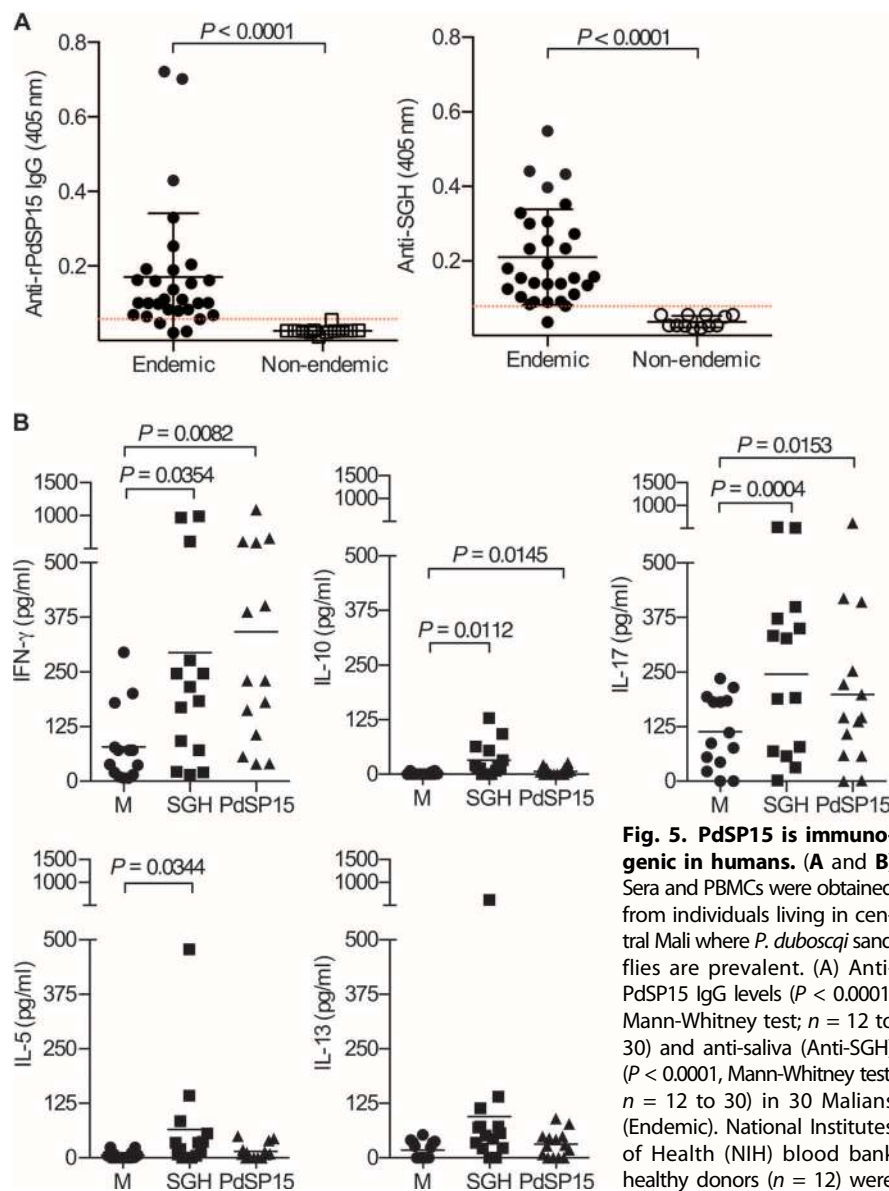 A
P < 0.0001
P < 0.0001
0.8
0.6
0.4
0.2
Anti-rPdSP15 IgG (405 nm)
Endemic Non-endemic
0.8
0.6
0.4
0.2
Anti-SGH (405 nm)
Endemic Non-endemic
B
P = 0.0082
P = 0.0354
1500
1000
500
375
250
125
0
IFN-γ (pg/ml)
M SGH PdSP15
1500
1000
P = 0.0145
P = 0.0112
500
375
250
125
0
IL-10 (pg/ml)
M SGH PdSP15
P = 0.0153
P = 0.0004
1500
1000
500
375
250
125
0
IL-17 (pg/ml)
M SGH PdSP15
P = 0.0344
1500
1000
500
375
250
125
0
IL-5 (pg/ml)
M SGH PdSP15
1500
1000
500
375
250
125
0
IL-13 (pg/ml)
M SGH PdSP15
Fig. 5. PdSP15 is immuno-
genic in humans. (A and B)
Sera and PBMCs were obtained
from individuals living in cen-
tral Mali where P. duboscqi sand
flies are prevalent. (A) Anti-
PdSP15 IgG levels (P < 0.0001
Mann-Whitney test; n = 12 to
30) and anti-saliva (Anti-SGH)
(P < 0.0001, Mann-Whitney test
n = 12 to 30) in 30 Malians
(Endemic). National Institutes
of Health (NIH) blood bank
healthy donors (n = 12) were